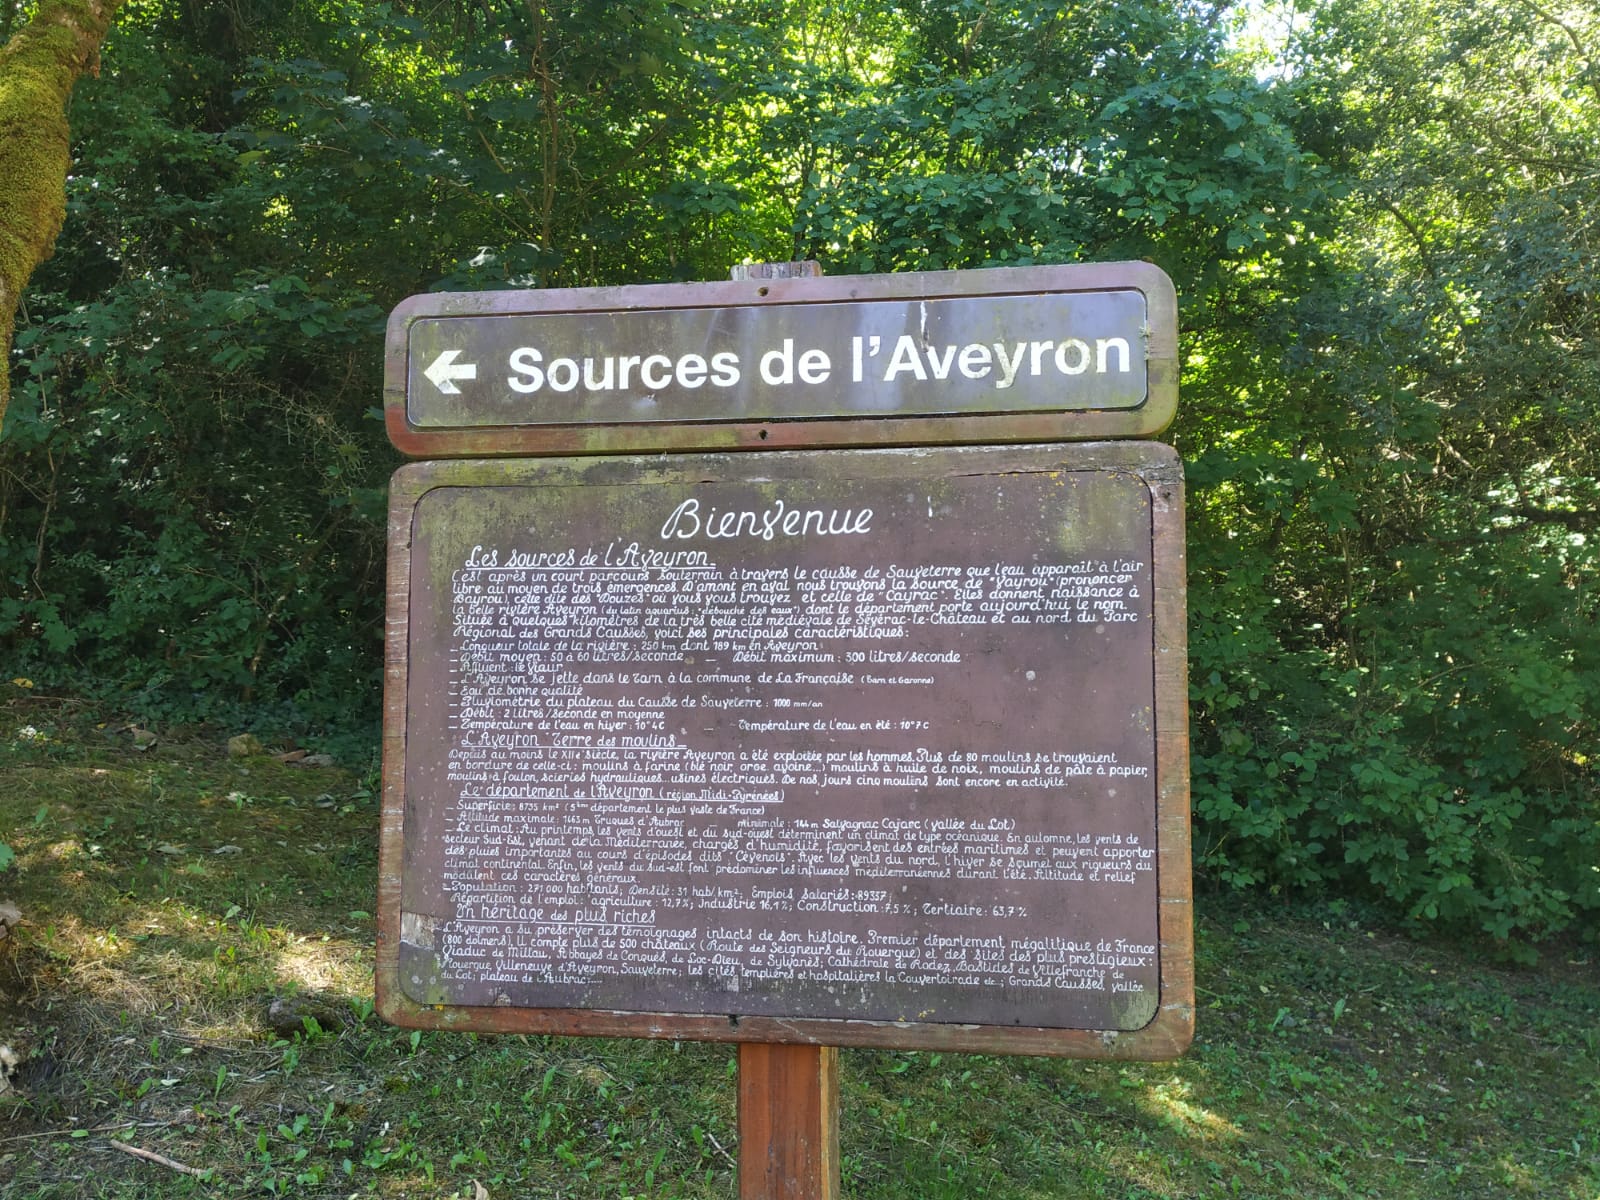 ← Sources de l'Aveyron
Bienvenue
Les sources de l'Aveyron
C'est après un court parcours souterrain à travers le causse de Sauveterre que l'eau apparaît à l'air
libre au moyen de trois émergences. D'amont en aval nous trouvons la source de "Vayrou" (prononcer
Bayrou), celle dite des Douzes où vous vous trouvez et celle de "Cayrac". Elles donnent naissance à
la belle rivière Aveyron (du latin aquarius : "débouché des eaux") dont le département porte aujourd'hui le nom.
Située à quelques kilomètres de la très belle cité médiévale de Sévérac-le-Château et au nord du Parc
Régional des Grands Causses, voici ses principales caractéristiques :
_ Longueur totale de la rivière : 250 km dont 189 km en Aveyron
_ Débit moyen : 50 à 60 litres/seconde _ Débit maximum : 300 litres/seconde
_ Afluent : le Viaur
_ L'Aveyron se jette dans le Tarn à la commune de La Française (Tarn et Garonne)
_ Eau de bonne qualité
_ Pluviométrie du plateau du Causse de Sauveterre : 1000 mm/an
_ Débit : 2 litres/seconde en moyenne
_ Température de l'eau en hiver : 10°4C _ Température de l'eau en été : 10°7C
L'Aveyron Terre des moulins
Depuis au moins le XIIe Siècle, la rivière Aveyron a été exploitée par les hommes. Plus de 80 moulins se trouvaient
en bordure de celle-ci : moulins à farine (blé noir, orge, avoine...) moulins à huile de noix, moulins de pâte à papier,
moulins à foulon, scieries hydrauliques... usines électriques. De nos jours cinq moulins sont encore en activité.
Le département de l'Aveyron (région Midi-Pyrénées)
_ Superficie : 8735 km² (5ème département le plus vaste de France)
_ Altitude maximale : 1463 m Truques d'Aubrac minimale : 144 m Salvagnac Cajarc (vallée du Lot)
_ Le climat : Au printemps les vents d'ouest et du sud-ouest déterminent un climat de type océanique. En automne, les vents de
secteur Sud-Est, venant de la Méditerranée, chargés d'humidité, favorisent des entrées maritimes et peuvent apporter
des pluies importantes au cours d'épisodes dits "Cévenols". Avec les vents du nord, l'hiver se soumet aux rigueurs du
climat continental. Enfin, les vents du sud-est font prédominer les influences méditerranéennes durant l'été. Altitude et relief
modulent ces caractères généraux.
_ Population : 271 000 habitants ; Densité : 31 hab/km² ; Emplois salariés : 89357 ;
Répartition de l'emploi : agriculture : 12,7% ; Industrie 16,1% ; Construction : 7,5% ; Tertiaire : 63,7%
Un héritage des plus riches
L'Aveyron a su préserver des témoignages intacts de son histoire. Premier département mégalitique de France
(800 dolmens), il compte plus de 500 châteaux (Route des Seigneurs du Rouergue) et des sites des plus prestigieux :
Viaduc de Millau, Abbayes de Conques, de Loc-Dieu, de Sylvanès; Cathédrale de Rodez, Bastides de Villefranche de
Rouergue, Villeneuve d'Aveyron, Sauveterre; les cités templières et hospitalières la Couvertoirade etc..; Grands Causses, vallée
du Lot; plateau de l'Aubrac.....